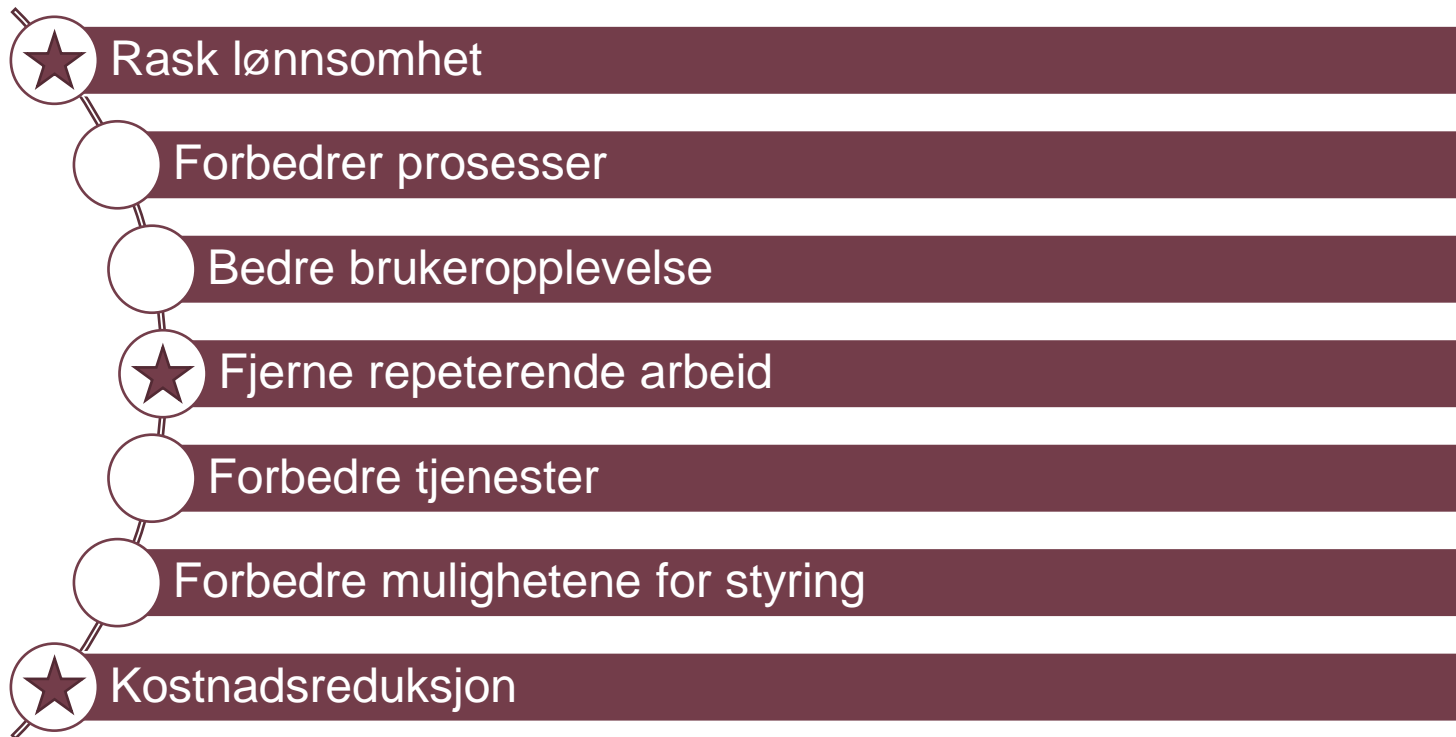 Rask lønnsomhet
Forbedrer prosesser
Bedre brukeropplevelse
Fjerne repeterende arbeid
Forbedre tjenester
Forbedre mulighetene for styring
Kostnadsreduksjon